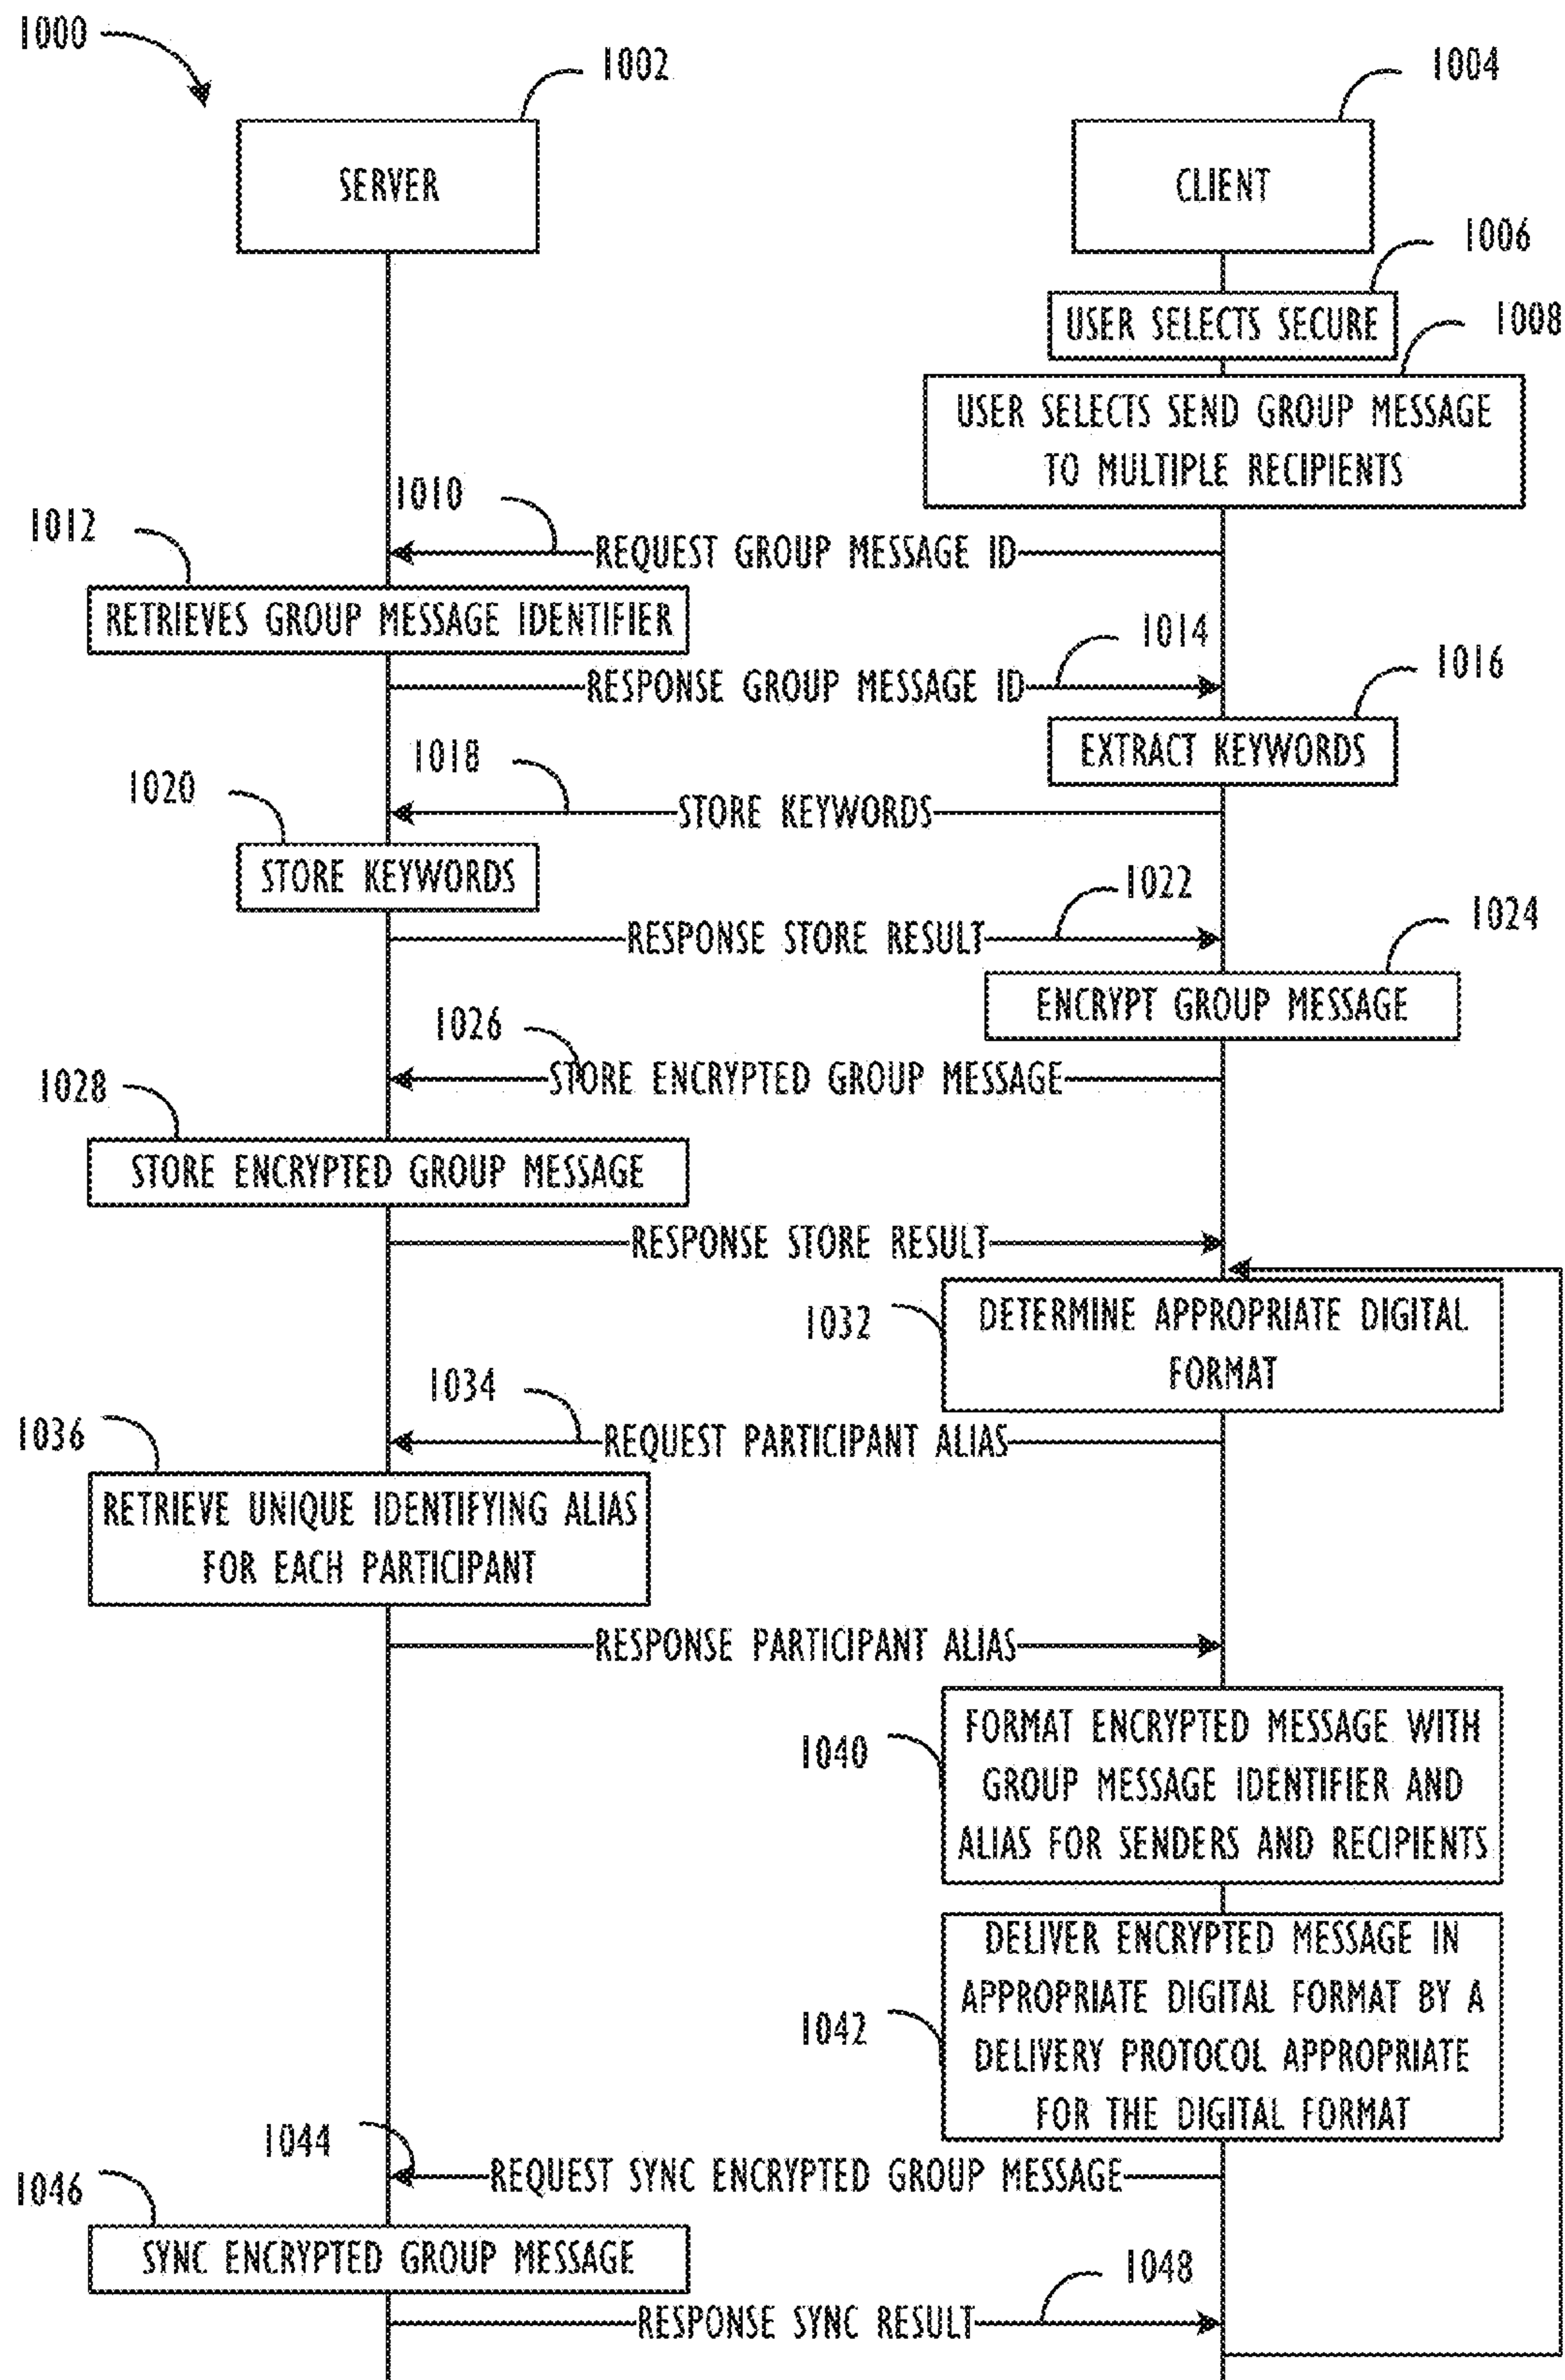 1000
1002
1004
SERVER
CLIENT
1006
USER SELECTS SECURE
1008
USER SELECTS SEND GROUP MESSAGE
TO MULTIPLE RECIPIENTS
1010
1012
REQUEST GROUP MESSAGE ID
RETRIEVES GROUP MESSAGE IDENTIFIER
1014
RESPONSE GROUP MESSAGE ID
1016
EXTRACT KEYWORDS
1018
1020
STORE KEYWORDS
STORE KEYWORDS
1022
RESPONSE STORE RESULT
1024
ENCRYPT GROUP MESSAGE
1026
STORE ENCRYPTED GROUP MESSAGE
1028
STORE ENCRYPTED GROUP MESSAGE
RESPONSE STORE RESULT
1032
DETERMINE APPROPRIATE DIGITAL
FORMAT
1034
1036
REQUEST PARTICIPANT ALIAS
RETRIEVE UNIQUE IDENTIFYING ALIAS
FOR EACH PARTICIPANT
RESPONSE PARTICIPANT ALIAS
1040
FORMAT ENCRYPTED MESSAGE WITH
GROUP MESSAGE IDENTIFIER AND
ALIAS FOR SENDERS AND RECIPIENTS
1042
DELIVER ENCRYPTED MESSAGE IN
APPROPRIATE DIGITAL FORMAT BY A
DELIVERY PROTOCOL APPROPRIATE
FOR THE DIGITAL FORMAT
1044
REQUEST SYNC ENCRYPTED GROUP MESSAGE
1046
SYNC ENCRYPTED GROUP MESSAGE
1048
RESPONSE SYNC RESULT